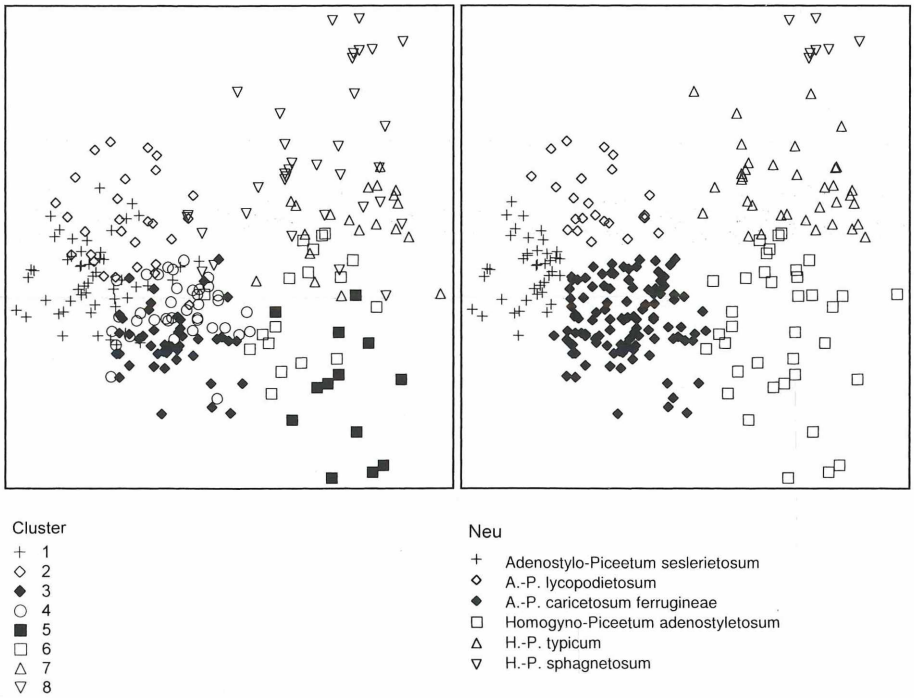 Cluster
1
2
3
4
5
6
7
8
Neu
Adenostylo-Piceetum seslerietosum
A.-P. lycopodietosum
A.-P. caricetosum ferrugineae
Homogyno-Piceetum adenostyletosum
H.-P. typicum
H.-P. sphagnetosum